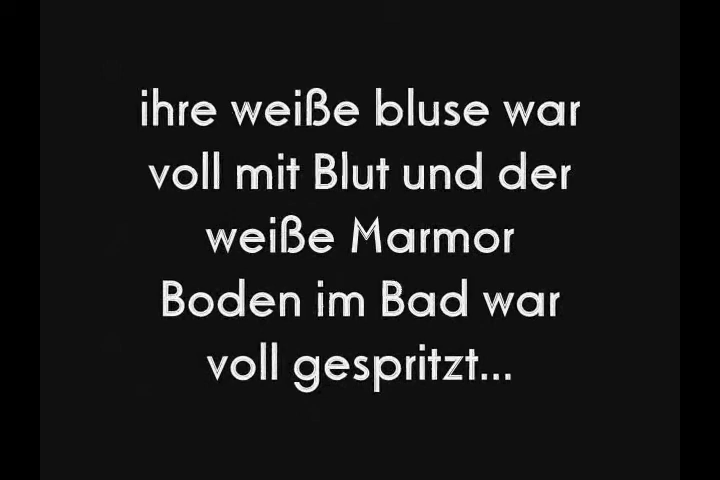 ihre weiße bluse war
voll mit Blut und der
weiße Marmor
Boden im Bad war
voll gespritzt...